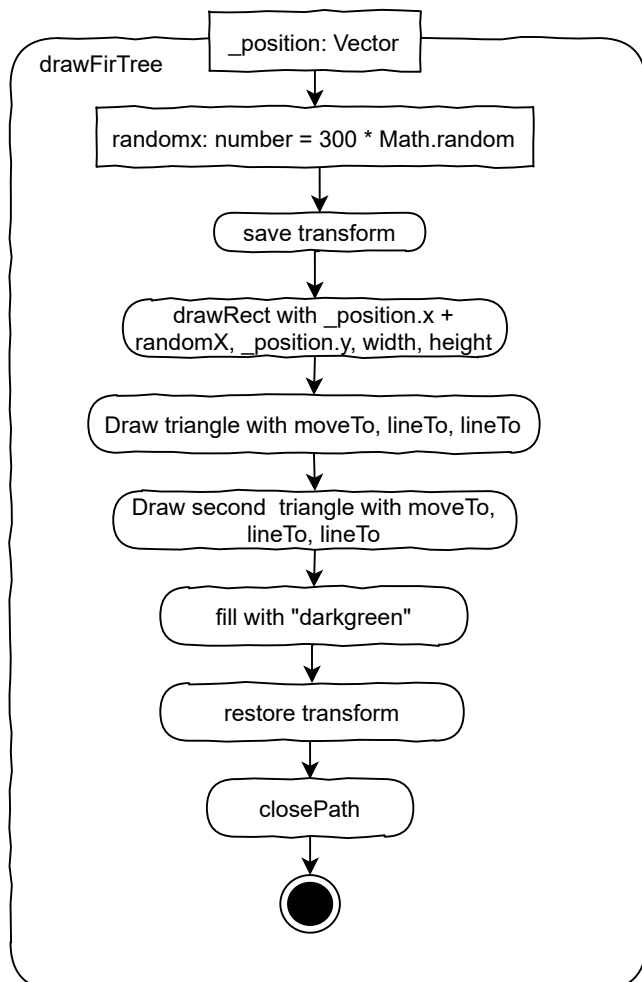 _position: Vector
drawFirTree
randomx: number = 300 * Math.random
save transform
drawRect with _position.x +
randomX, _position.y, width, height
Draw triangle with moveTo, lineTo, lineTo
Draw second  triangle with moveTo,
lineTo, lineTo
fill with "darkgreen"
restore transform
closePath